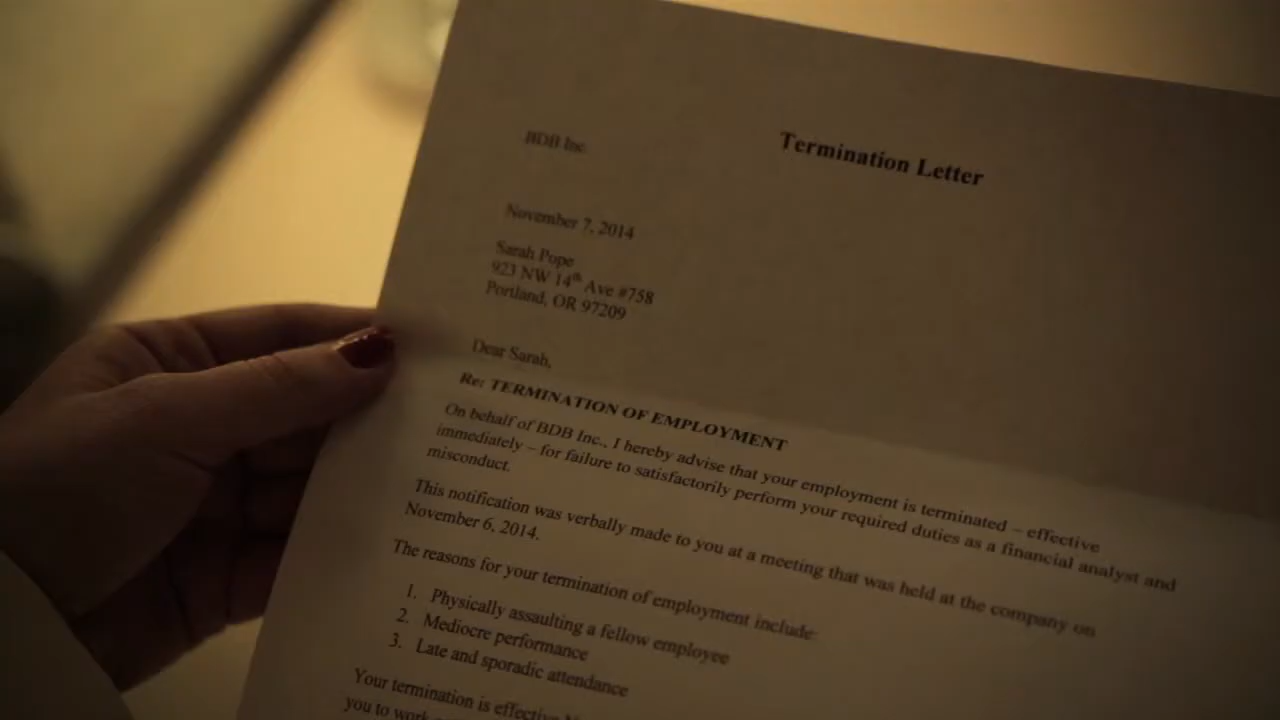 Termination Letter
BDB Inc
November 7, 2014
Sarah Pope
923 NW 14th Ave #758
Portland, OR 97209
Dear Sarah,
Re: TERMINATION OF EMPLOYMENT
On behalf of BDB Inc., I hereby advise that your employment is terminated – effective
immediately – for failure to satisfactorily perform your required duties as a financial analyst and
misconduct.
This notification was verbally made to you at a meeting that was held at the company on
November 6, 2014.
The reasons for your termination of employment include:
1. Physically assaulting a fellow employee
2. Mediocre performance
3. Late and sporadic attendance
Your termination is effective
you to work